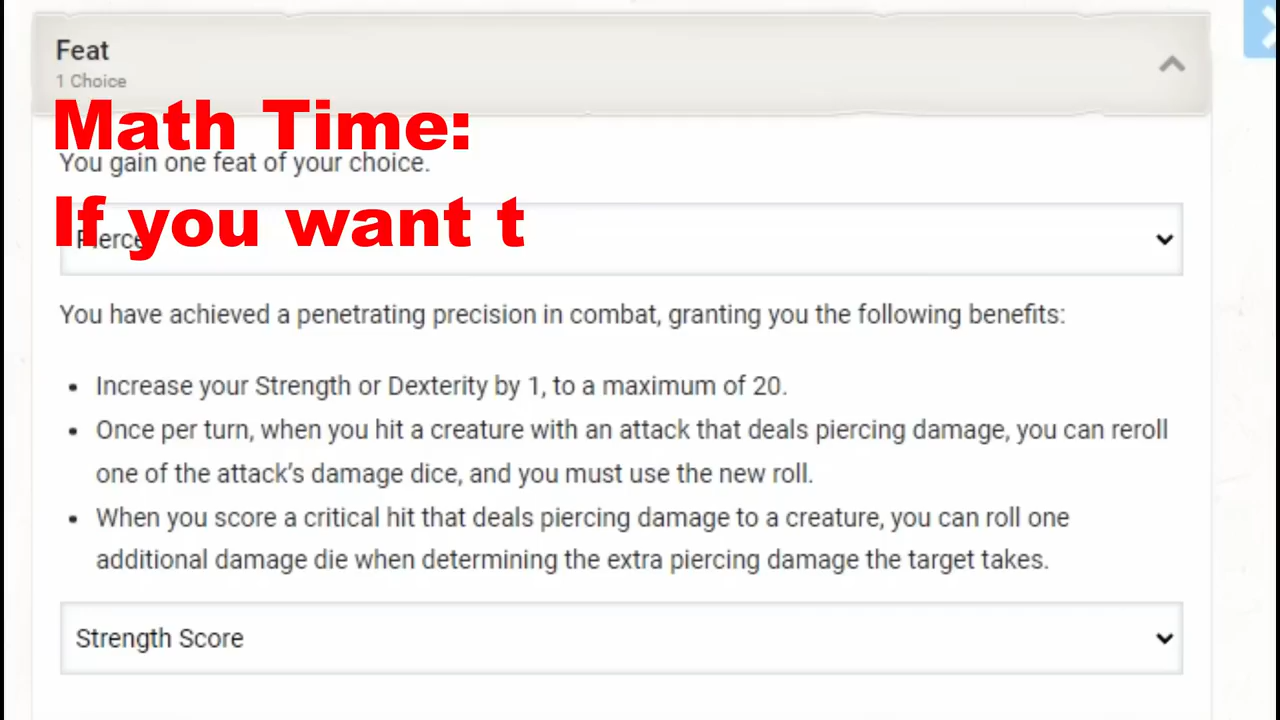 Feat
1 Choice
Math Time:
You gain one feat of your choice.
If you want t
You have achieved a penetrating precision in combat, granting you the following benefits:
• Increase your Strength or Dexterity by 1, to a maximum of 20.
• Once per turn, when you hit a creature with an attack that deals piercing damage, you can reroll
one of the attack’s damage dice, and you must use the new roll.
• When you score a critical hit that deals piercing damage to a creature, you can roll one
additional damage die when determining the extra piercing damage the target takes.
Strength Score